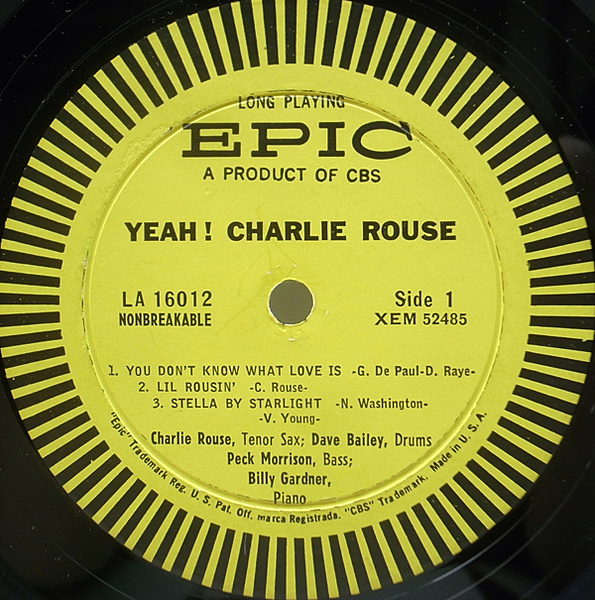 LONG PLAYING
EPIC
A PRODUCT OF CBS
YEAH! CHARLIE ROUSE
LA 16012
NONBREAKABLE
Side 1
XEM 52485
1. YOU DON'T KNOW WHAT LOVE IS -G. De Paul-D. Raye-
2. LIL ROUSIN' -C. Rouse-
3. STELLA BY STARLIGHT -N. Washington-
-V. Young-
Charlie Rouse, Tenor Sax; Dave Bailey, Drums
Peck Morrison, Bass;
Billy Gardner,
Piano
"Epic" Trademark Reg. U. S. Pat. Off. Marca Registrada. "CBS" Trademark. Made in U. S. A.